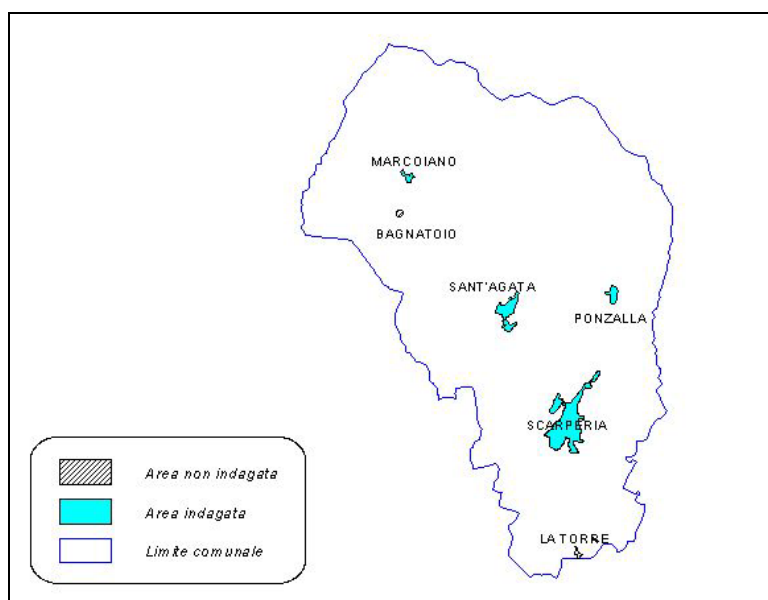 MARCOIANO
BAGNATOIO
SANT'AGATA
PONZALLA
SCARPERIA
LA TORRE
Area non indagata
Area indagata
Limite comunale